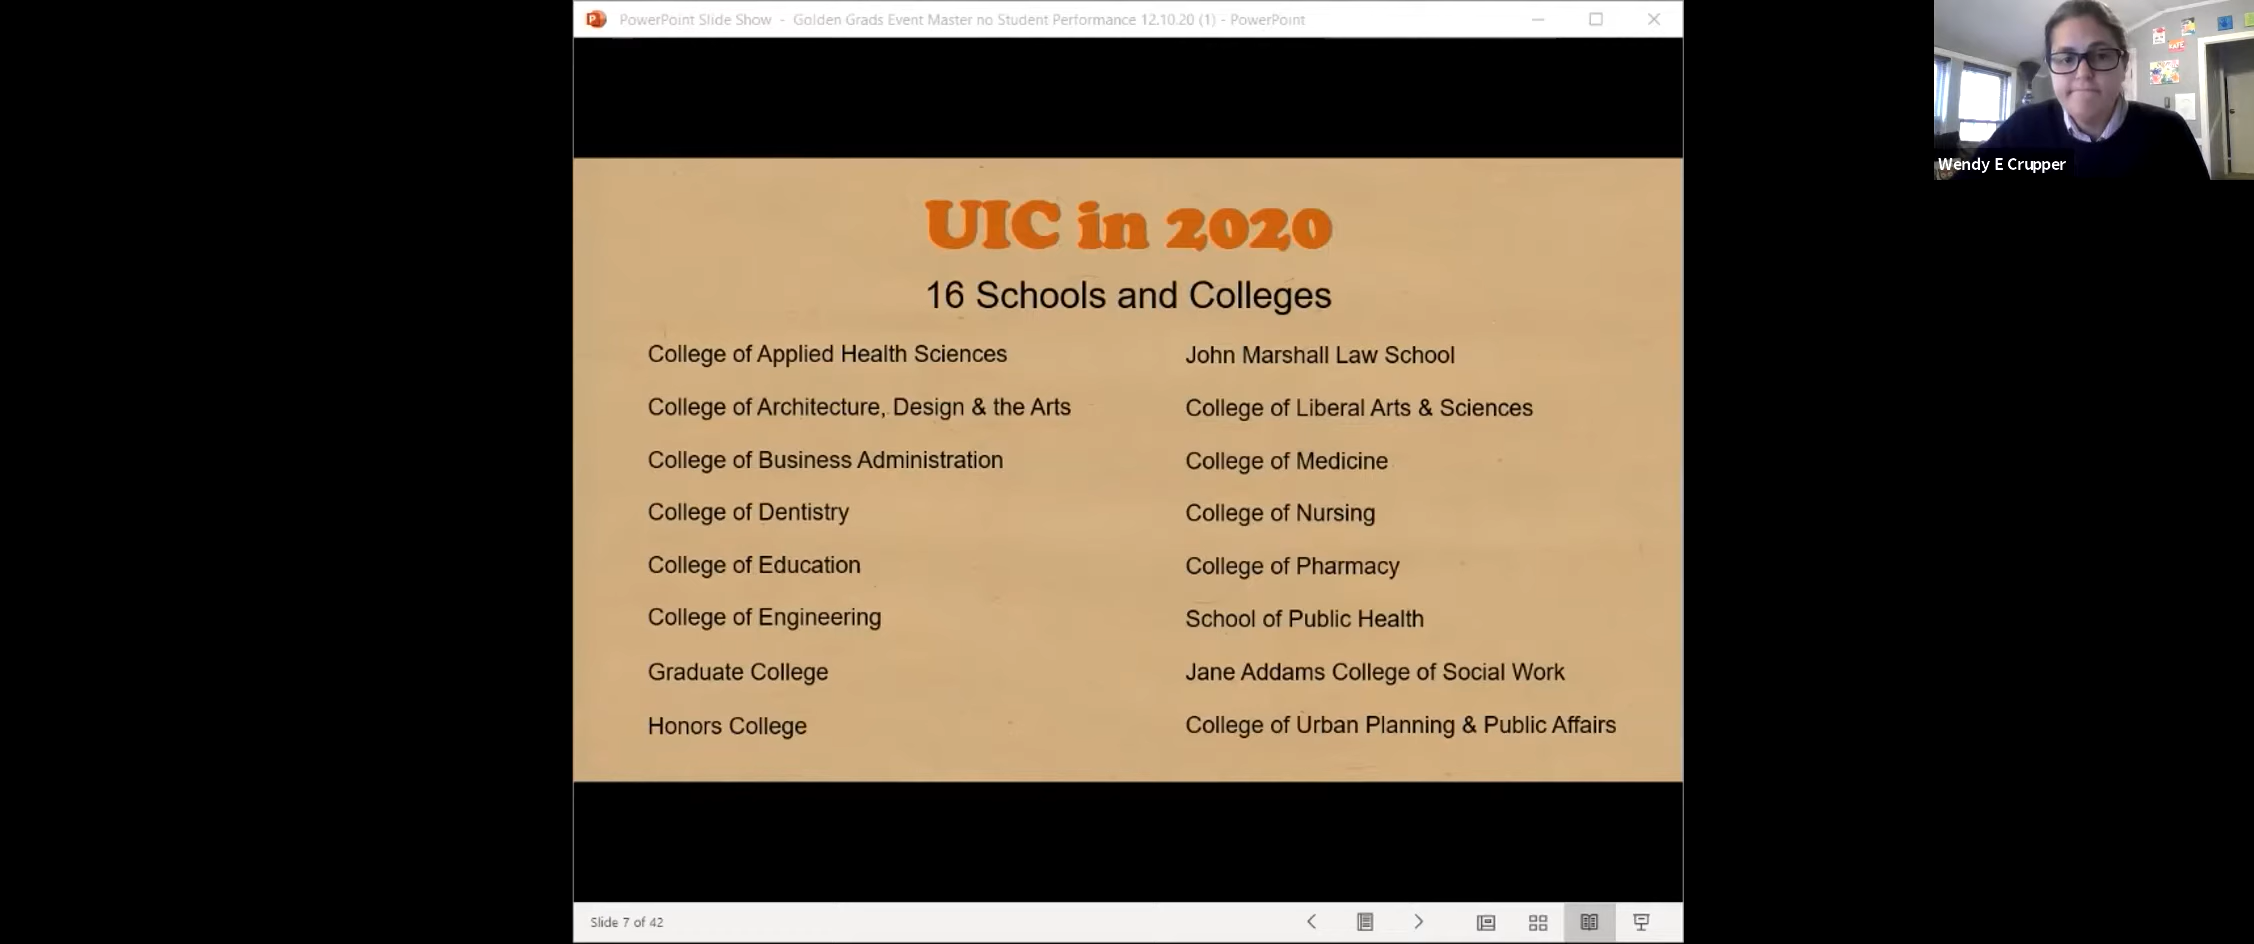 PowerPoint Slide Show - Golden Grads Event Master no Student Performance 12.10.20 (1) - PowerPoint
Wendy E Crupper
UIC in 2020
16 Schools and Colleges
College of Applied Health Sciences
College of Architecture, Design & the Arts
College of Business Administration
College of Dentistry
College of Education
College of Engineering
Graduate College
Honors College
John Marshall Law School
College of Liberal Arts & Sciences
College of Medicine
College of Nursing
College of Pharmacy
School of Public Health
Jane Addams College of Social Work
College of Urban Planning & Public Affairs
Slide 7 of 42